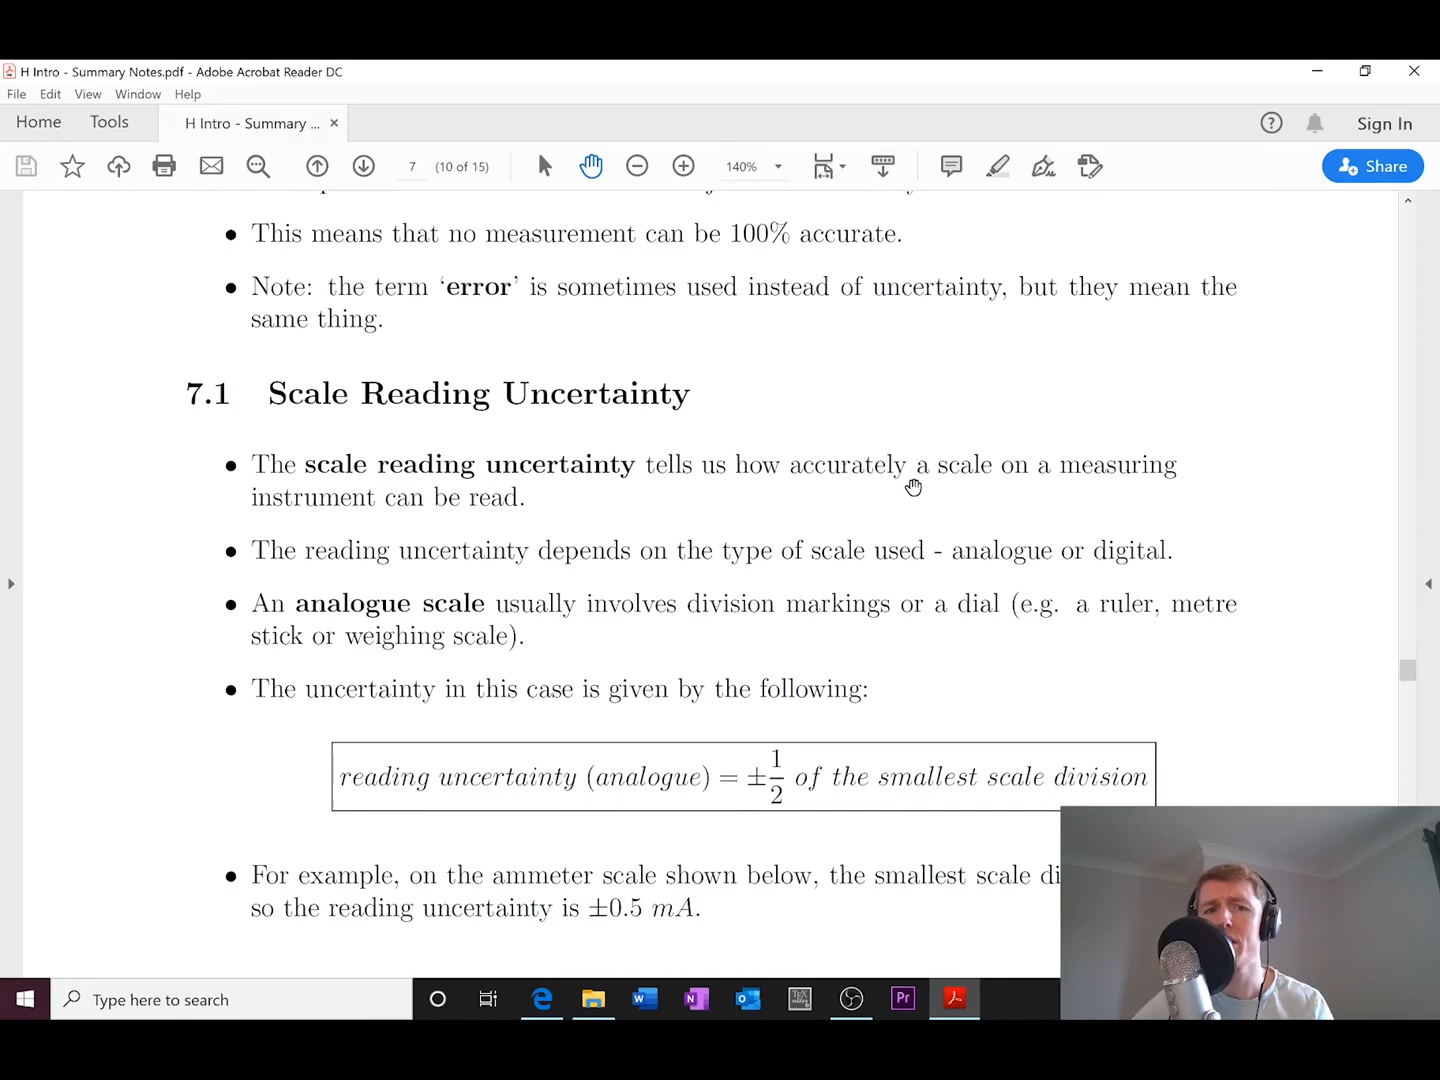 H Intro - Summary Notes.pdf - Adobe Acrobat Reader DC
File Edit View Window Help
Home Tools H Intro - Summary ... × Sign In
7 (10 of 15) 140% Share
• This means that no measurement can be 100% accurate.
• Note: the term ‘error’ is sometimes used instead of uncertainty, but they mean the
same thing.
7.1 Scale Reading Uncertainty
• The scale reading uncertainty tells us how accurately a scale on a measuring
instrument can be read.
• The reading uncertainty depends on the type of scale used - analogue or digital.
• An analogue scale usually involves division markings or a dial (e.g. a ruler, metre
stick or weighing scale).
• The uncertainty in this case is given by the following:
reading uncertainty (analogue) = ±1/2 of the smallest scale division
• For example, on the ammeter scale shown below, the smallest scale di
so the reading uncertainty is ±0.5 mA.
Type here to search